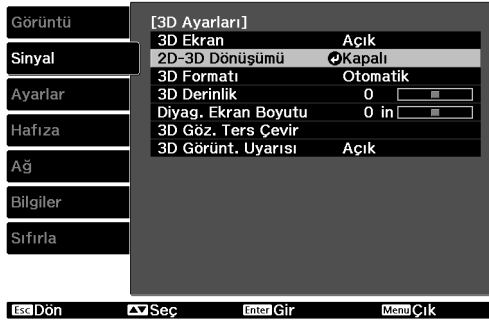 Görüntü
Sinyal
Ayarlar
Hafıza
Ağ
Bilgiler
Sıfırla
[3D Ayarları]
3D Ekran Açık
2D-3D Dönüşümü Kapalı
3D Formatı Otomatik
3D Derinlik 0
Diyag. Ekran Boyutu 0 in
3D Göz. Ters Çevir
3D Görünt. Uyarısı Açık
Esc Dön Seç Enter Gir Menu Çık